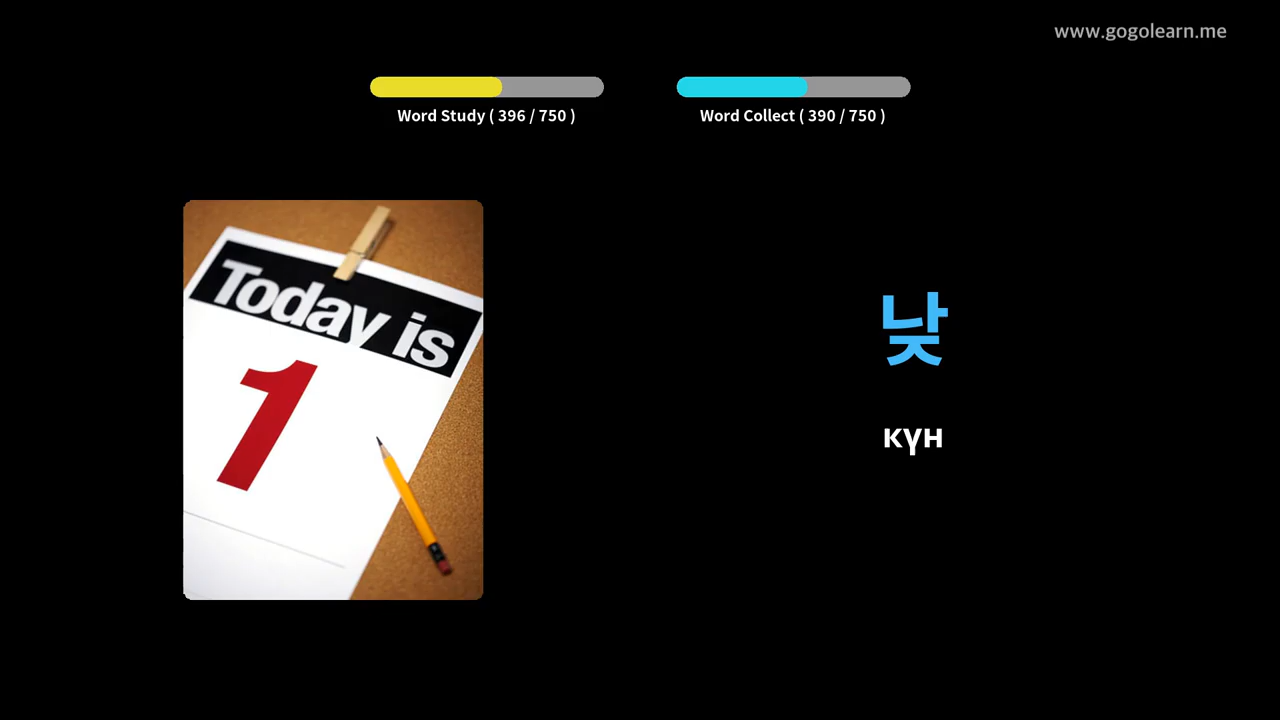 www.gogolearn.me
Word Study ( 396 / 750 )
Word Collect ( 390 / 750 )
Today is
1
낮
күн